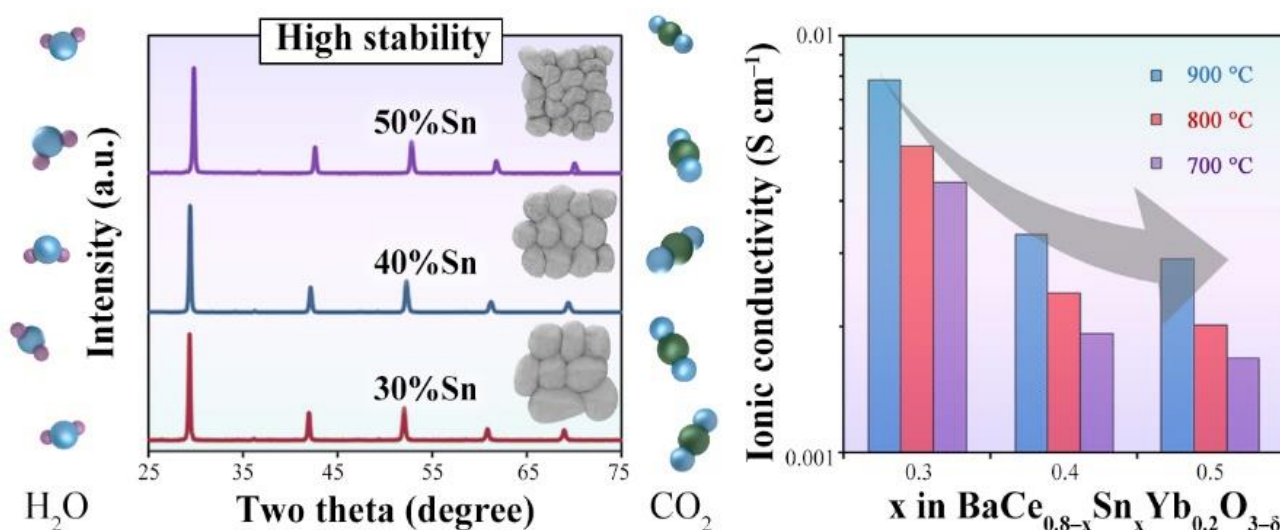 High stability
50%Sn
40%Sn
30%Sn
Intensity (a.u.)
25 35 45 55 65 75
Two theta (degree)
H₂O
CO₂
Ionic conductivity (S cm⁻¹)
0.01
0.001
900 °C
800 °C
700 °C
0.3 0.4 0.5
x in BaCe₀.₈₋ₓSnₓYb₀.₂O₃₋δ